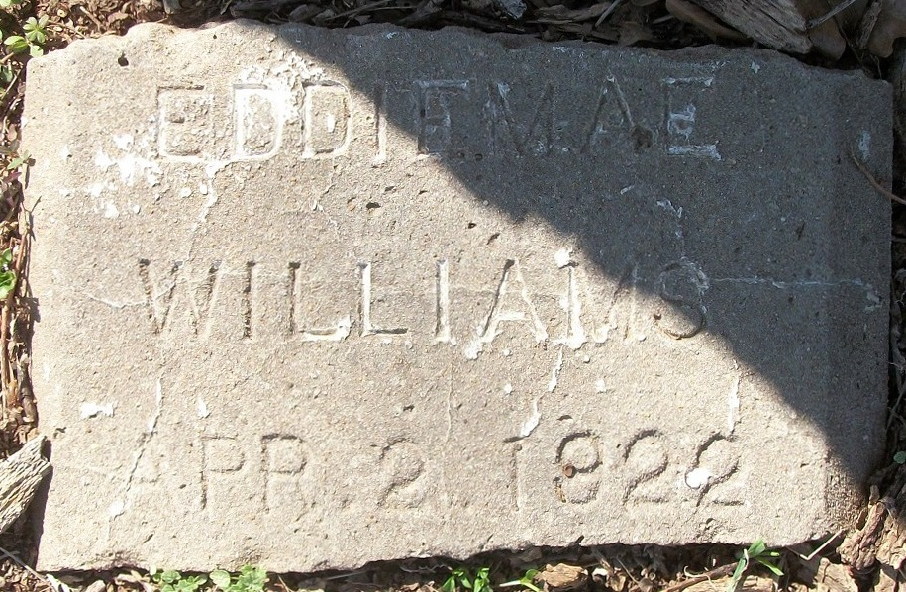 EDDIE MAE
WILLIAMS
APR. 2, 1922